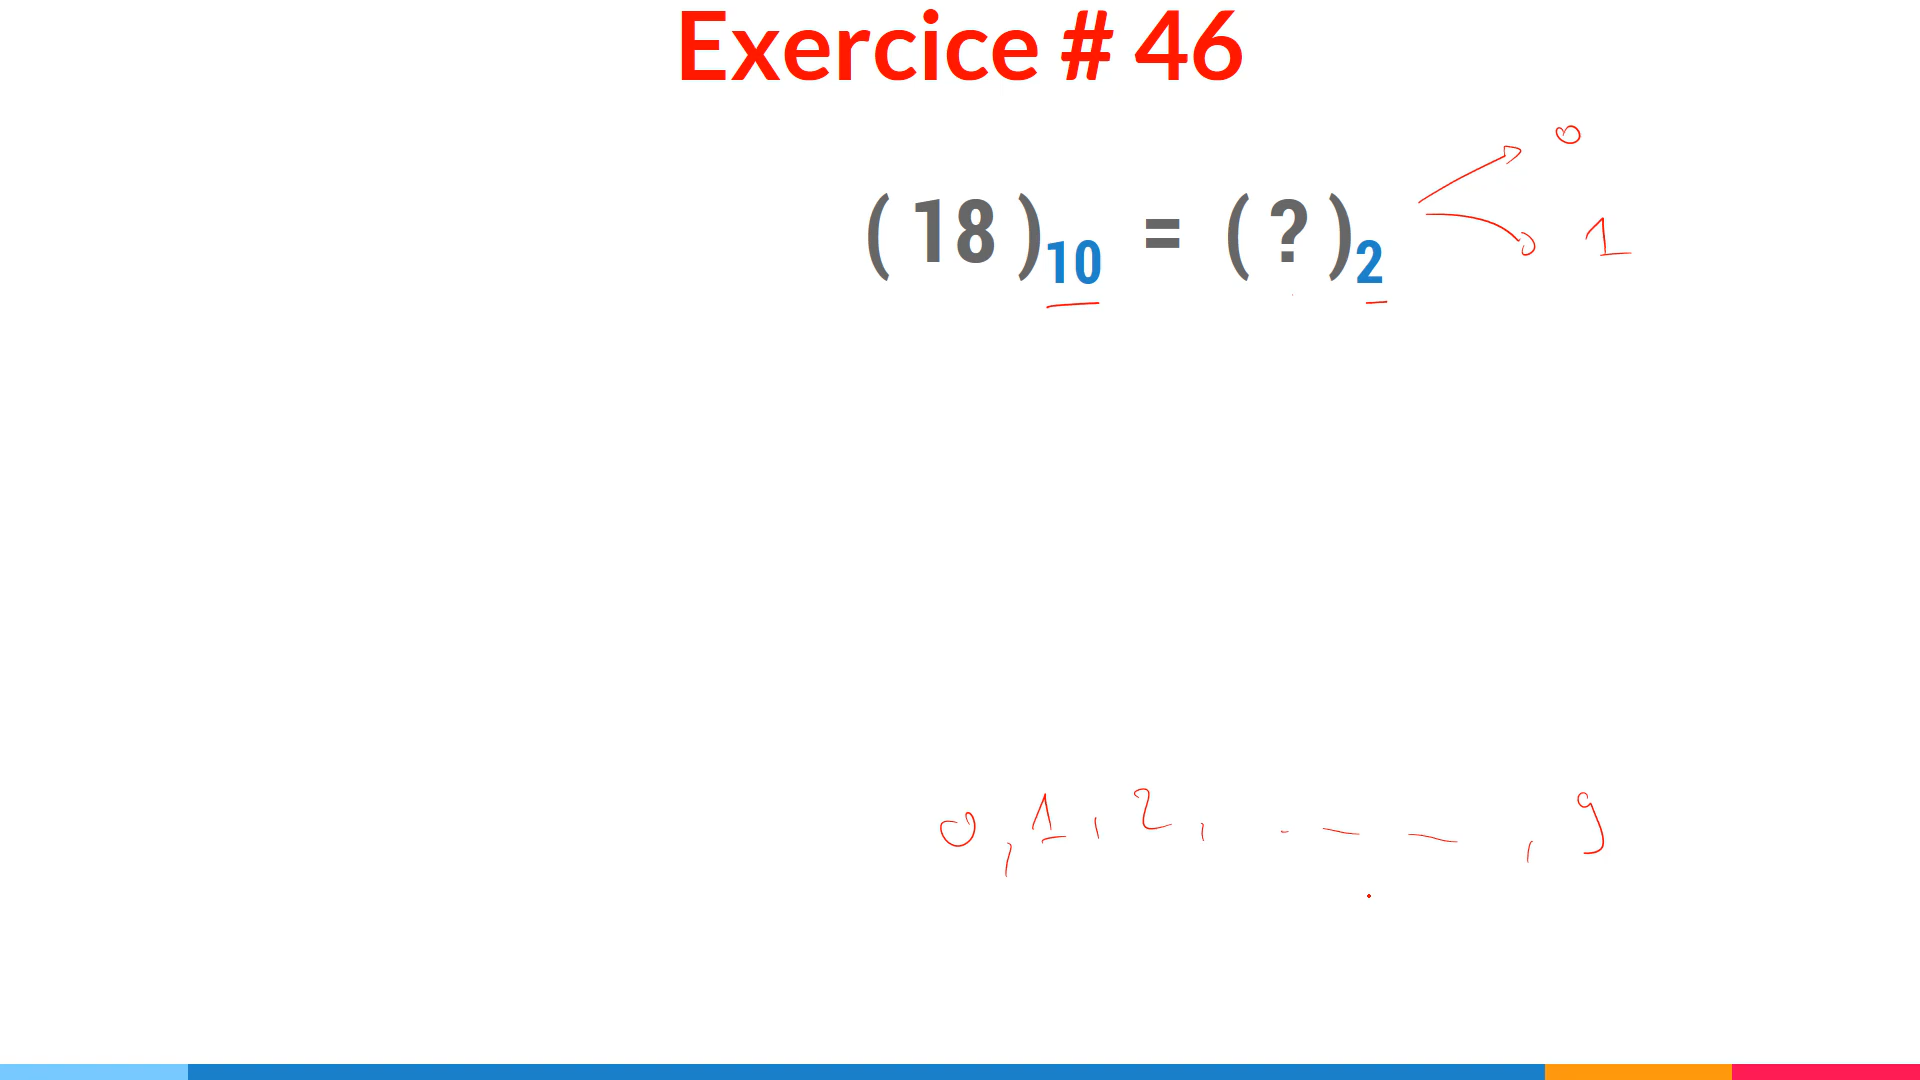 Exercice # 46
0
( 18 )10 = ( ? )2
1
0, 1, 2, . _ _ , 9